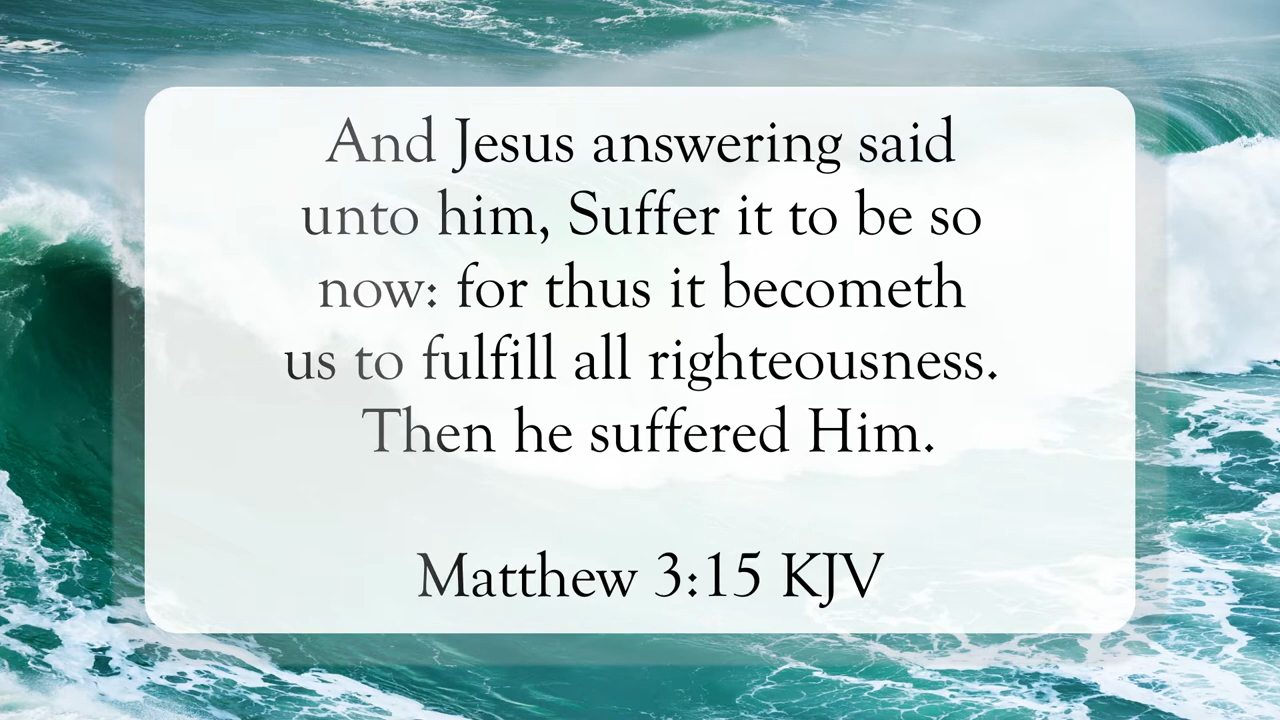 And Jesus answering said
unto him, Suffer it to be so
now: for thus it becometh
us to fulfill all righteousness.
Then he suffered Him.
Matthew 3:15 KJV